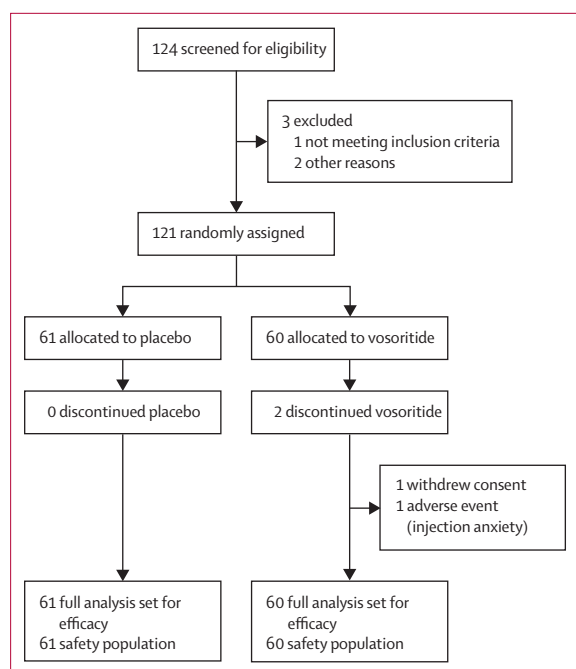 124 screened for eligibility
3 excluded
1 not meeting inclusion criteria
2 other reasons
121 randomly assigned
61 allocated to placebo
60 allocated to vosoritide
0 discontinued placebo
2 discontinued vosoritide
1 withdrew consent
1 adverse event
(injection anxiety)
61 full analysis set for
efficacy
61 safety population
60 full analysis set for
efficacy
60 safety population